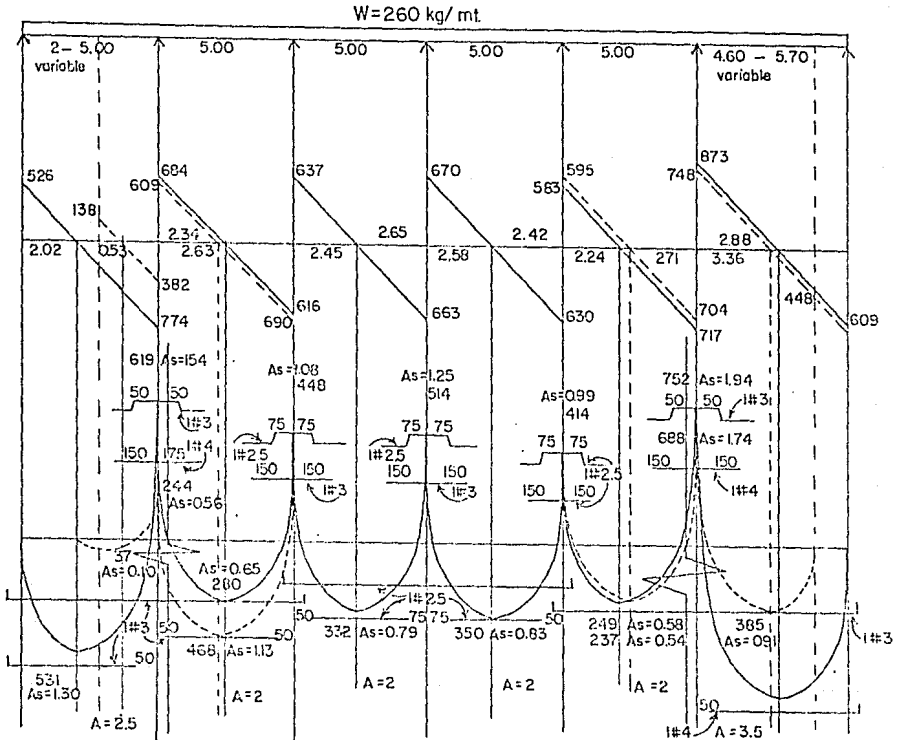 W=260 kg/mt.
2- 5.00 5.00 5.00 5.00 5.00 4.60 - 5.70
variable variable
526 684 637 670 595 873
609 583 748
138
2.02 0.53 2.34 2.63 2.45 2.65 2.58 2.42 2.24 271 2.88 3.36
382 448
774 616 663 630 704 609
690 717
619 As=154 As=1.08 As=1.25 As=0.99 752 As=1.94
448 514 414
50 50 75 75 75 75 75 75 50 50
1#3 1#2.5 1#2.5 1#2.5 1#3
1#4 688 As=1.74
150 175 150 150 150 150 150 150 150 150
244 1#3 1#3 1#4
As=0.56
37 As=0.65
As=0.10 280
1#2.5
1#3 50 50 75 75 50
50 468 As=1.13 332 As=0.79 350 As=0.83 249 As=0.58 385
237 As=0.54 As=091 1#3
531
As=1.30
50
A=2.5 A=2 A=2 A=2 A=2 1#4 A=3.5